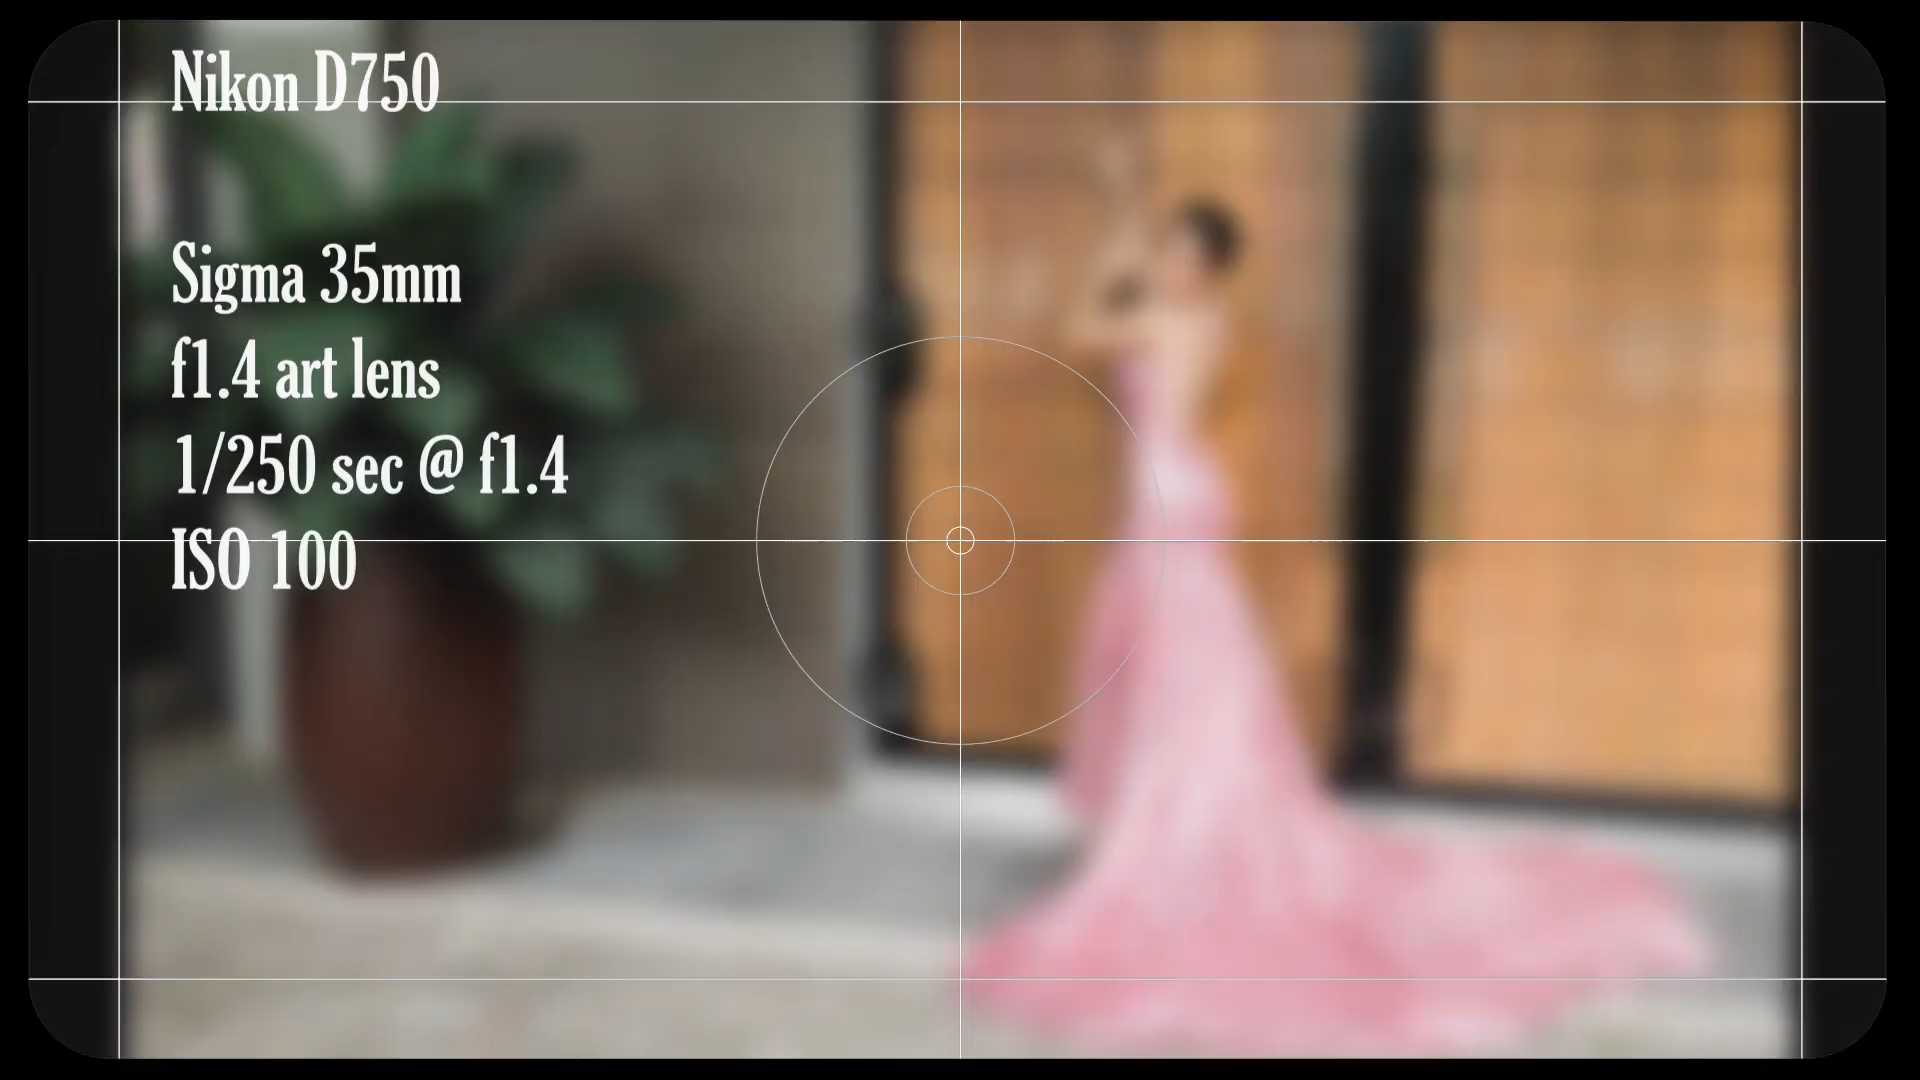 Nikon D750
Sigma 35mm
f1.4 art lens
1/250 sec @ f1.4
ISO 100